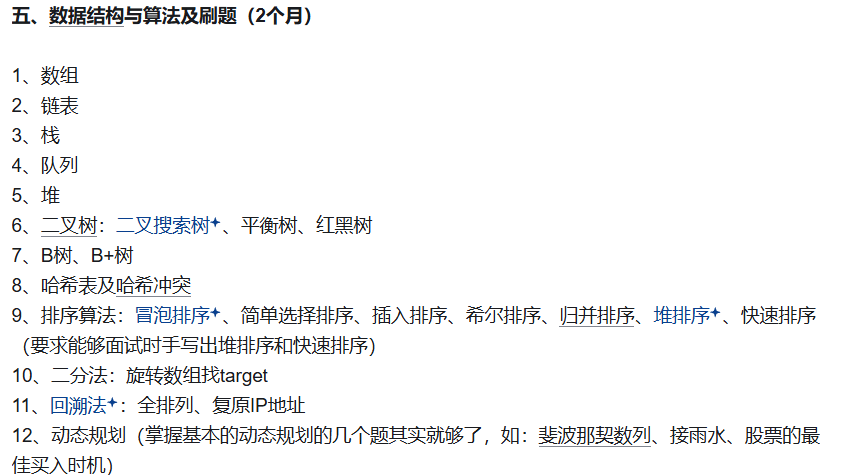 五、数据结构与算法及刷题（2个月）
1、数组
2、链表
3、栈
4、队列
5、堆
6、二叉树：二叉搜索树、平衡树、红黑树
7、B树、B+树
8、哈希表及哈希冲突
9、排序算法：冒泡排序、简单选择排序、插入排序、希尔排序、归并排序、堆排序、快速排序
（要求能够面试时手写出堆排序和快速排序）
10、二分法：旋转数组找target
11、回溯法：全排列、复原IP地址
12、动态规划（掌握基本的动态规划的几个题其实就够了，如：斐波那契数列、接雨水、股票的最
佳买入时机）